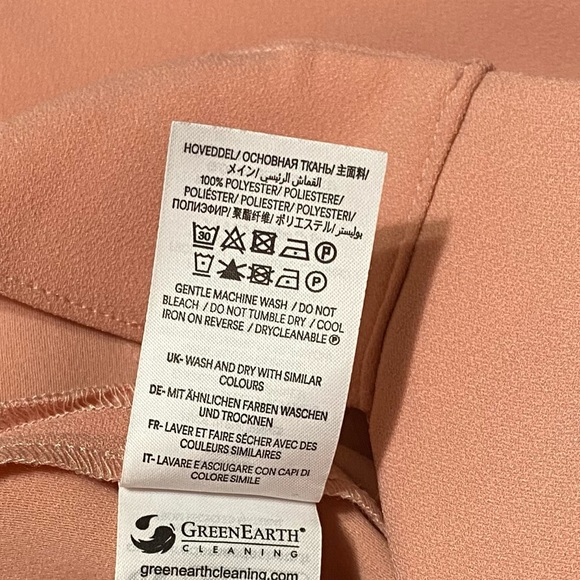 HOVEDDEL/ ОСНОВНАЯ ТКАНЬ/ 主面料/
メイン/ القماش الرئيسي/
100% POLYESTER/ POLIESTERE/
POLIÉSTER/ POLIESTER/ POLYESTERI/
ПОЛИЭФИР/ 聚酯纤维/ ポリエステル/ بوليستر
30 P
P
GENTLE MACHINE WASH / DO NOT
BLEACH / DO NOT TUMBLE DRY / COOL
IRON ON REVERSE / DRYCLEANABLE Ⓟ
UK- WASH AND DRY WITH SIMILAR
COLOURS
DE- MIT ÄHNLICHEN FARBEN WASCHEN
UND TROCKNEN
FR- LAVER ET FAIRE SÉCHER AVEC DES
COULEURS SIMILAIRES
IT- LAVARE E ASCIUGARE CON CAPI DI
COLORE SIMILE
GREENEARTH®
CLEANING
greenearthcleaning.com